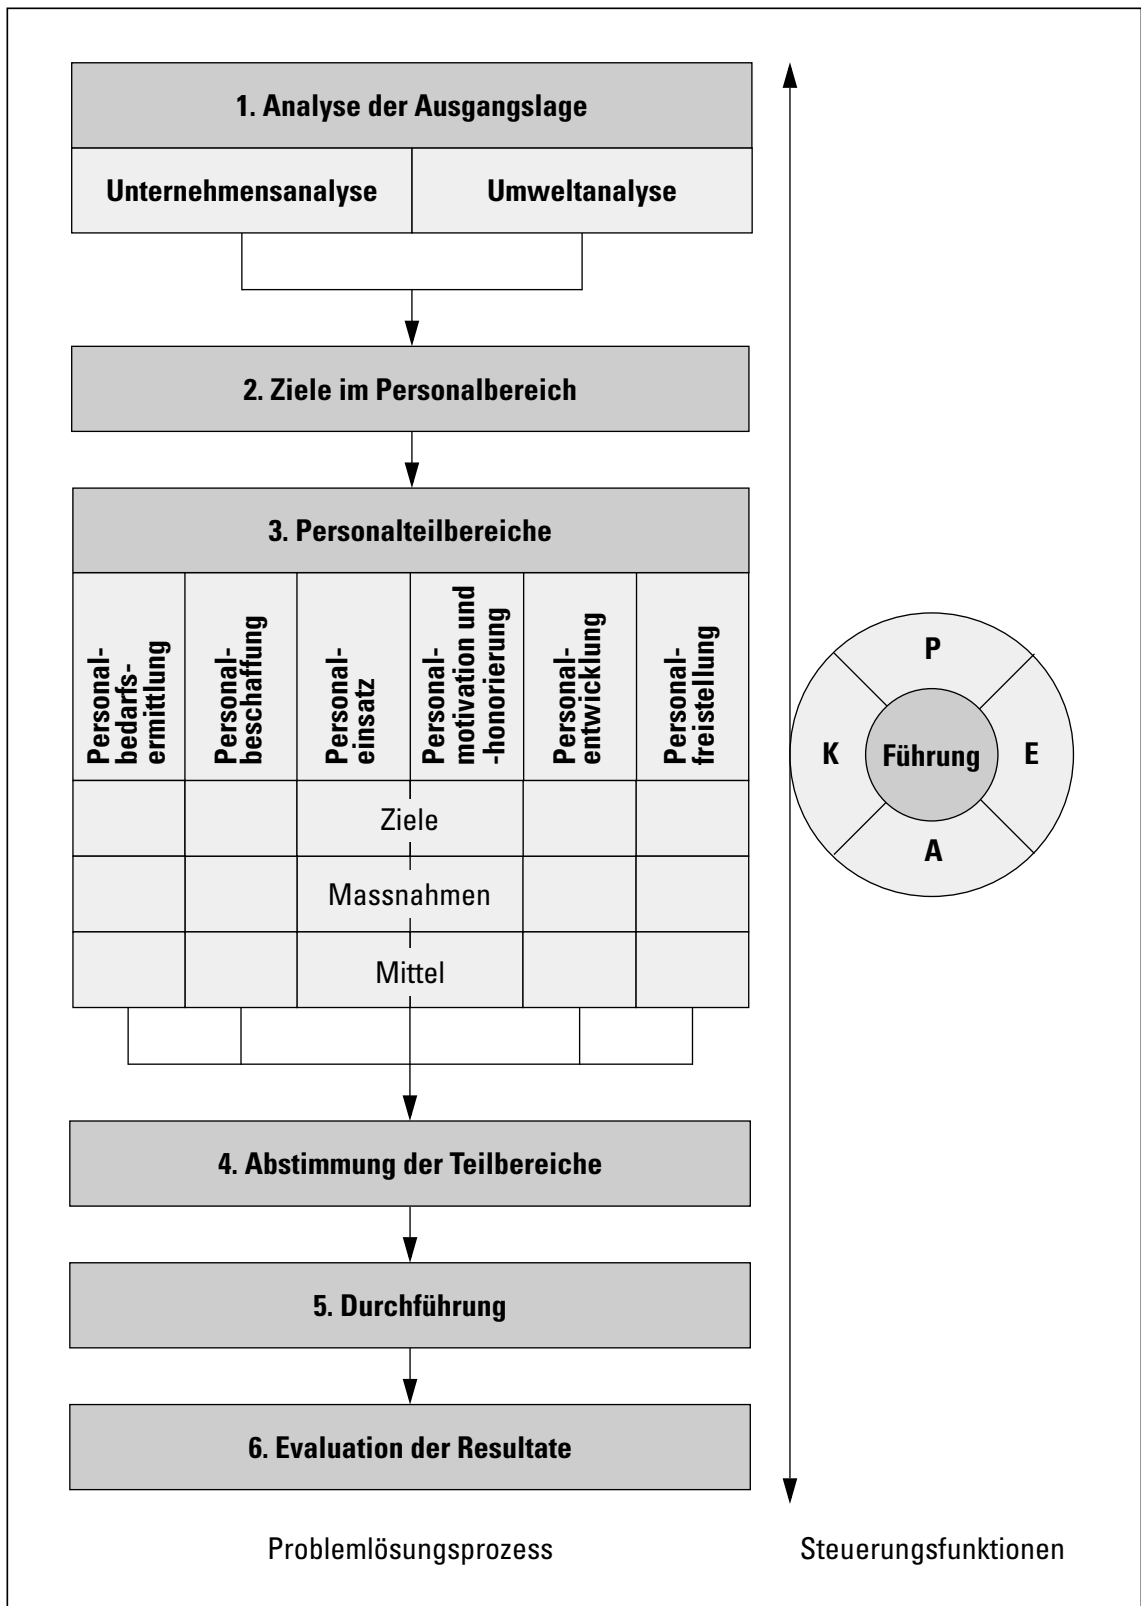 1. Analyse der Ausgangslage
Unternehmensanalyse
Umweltanalyse
2. Ziele im Personalbereich
3. Personalteilbereiche
Personal-
bedarfs-
ermittlung
Personal-
beschaffung
Personal-
einsatz
Personal-
motivation und
-honorierung
Personal-
entwicklung
Personal-
freistellung
Ziele
Massnahmen
Mittel
4. Abstimmung der Teilbereiche
5. Durchführung
6. Evaluation der Resultate
Problemlösungsprozess
P
K
Führung
E
A
Steuerungsfunktionen